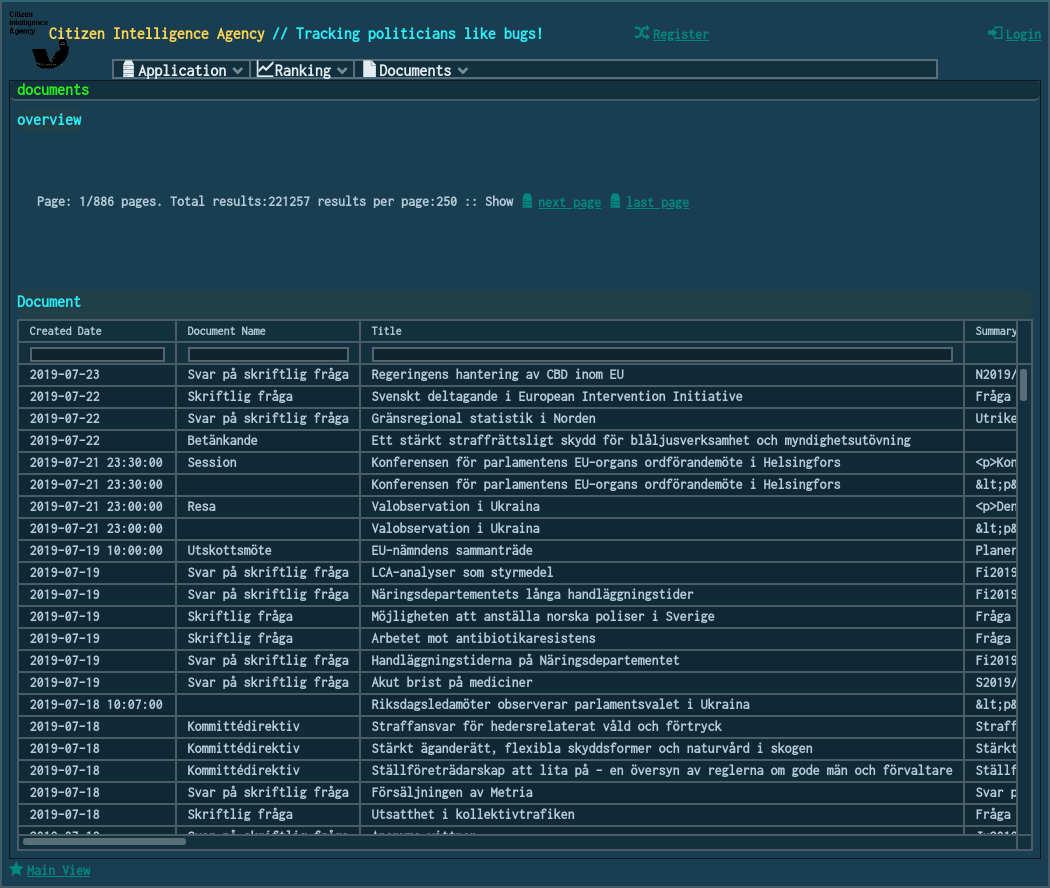 Citizen
Intelligence
Agency
Citizen Intelligence Agency // Tracking politicians like bugs!
Register
Login
Application Ranking Documents
documents
overview
Page: 1/886 pages. Total results:221257 results per page:250 :: Show next page last page
Document
Created Date Document Name Title Summary
2019-07-23 Svar på skriftlig fråga Regeringens hantering av CBD inom EU N2019/
2019-07-22 Skriftlig fråga Svenskt deltagande i European Intervention Initiative Fråga
2019-07-22 Svar på skriftlig fråga Gränsregional statistik i Norden Utrike
2019-07-22 Betänkande Ett stärkt straffrättsligt skydd för blåljusverksamhet och myndighetsutövning
2019-07-21 23:30:00 Session Konferensen för parlamentens EU-organs ordförandemöte i Helsingfors <p>Kon
2019-07-21 23:30:00 Konferensen för parlamentens EU-organs ordförandemöte i Helsingfors &lt;p&
2019-07-21 23:00:00 Resa Valobservation i Ukraina <p>Den
2019-07-21 23:00:00 Valobservation i Ukraina &lt;p&
2019-07-19 10:00:00 Utskottsmöte EU-nämndens sammanträde Planer
2019-07-19 Svar på skriftlig fråga LCA-analyser som styrmedel Fi2019
2019-07-19 Svar på skriftlig fråga Näringsdepartementets långa handläggningstider Fi2019
2019-07-19 Skriftlig fråga Möjligheten att anställa norska poliser i Sverige Fråga
2019-07-19 Skriftlig fråga Arbetet mot antibiotikaresistens Fråga
2019-07-19 Svar på skriftlig fråga Handläggningstiderna på Näringsdepartementet Fi2019
2019-07-19 Svar på skriftlig fråga Akut brist på mediciner S2019/
2019-07-18 10:07:00 Riksdagsledamöter observerar parlamentsvalet i Ukraina &lt;p&
2019-07-18 Kommittédirektiv Straffansvar för hedersrelaterat våld och förtryck Straff
2019-07-18 Kommittédirektiv Stärkt äganderätt, flexibla skyddsformer och naturvård i skogen Stärkt
2019-07-18 Kommittédirektiv Ställföreträdarskap att lita på – en översyn av reglerna om gode män och förvaltare Ställf
2019-07-18 Svar på skriftlig fråga Försäljningen av Metria Svar p
2019-07-18 Skriftlig fråga Utsatthet i kollektivtrafiken Fråga
2019-07-18 Svar på skriftlig fråga Anonyma vittnen Ju2019
Main View